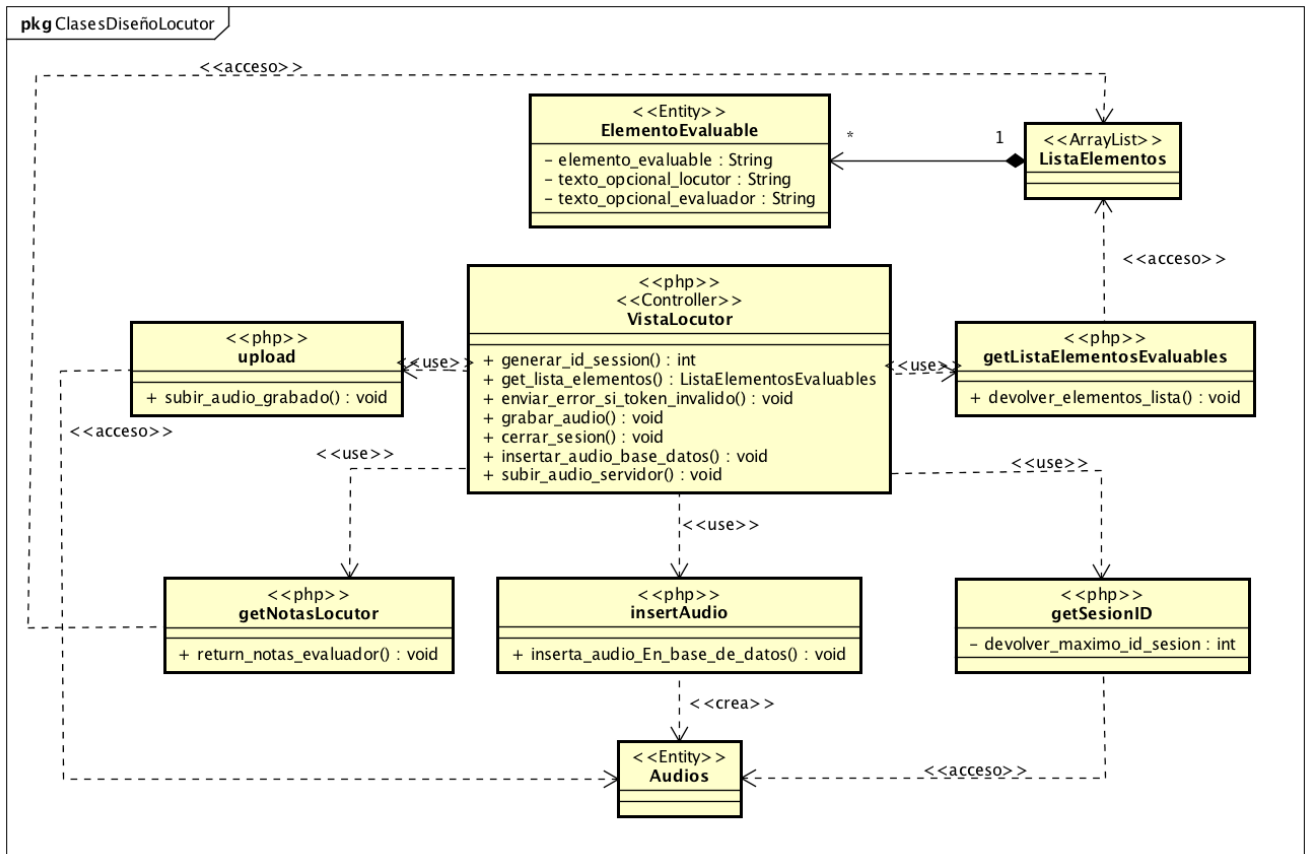 pkg ClasesDiseñoLocutor
<<acceso>>
<<Entity>>
ElementoEvaluable
- elemento_evaluable : String
- texto_opcional_locutor : String
- texto_opcional_evaluador : String
*
1
<<ArrayList>>
ListaElementos
<<acceso>>
<<php>>
<<Controller>>
VistaLocutor
+ generar_id_session() : int
+ get_lista_elementos() : ListaElementosEvaluables
+ enviar_error_si_token_invalido() : void
+ grabar_audio() : void
+ cerrar_sesion() : void
+ insertar_audio_base_datos() : void
+ subir_audio_servidor() : void
<<php>>
upload
+ subir_audio_grabado() : void
<<use>>
<<use>>
<<php>>
getListaElementosEvaluables
+ devolver_elementos_lista() : void
<<acceso>>
<<use>>
<<use>>
<<use>>
<<php>>
getNotasLocutor
+ return_notas_evaluador() : void
<<php>>
insertAudio
+ inserta_audio_En_base_de_datos() : void
<<php>>
getSesionID
- devolver_maximo_id_sesion : int
<<crea>>
<<Entity>>
Audios
<<acceso>>